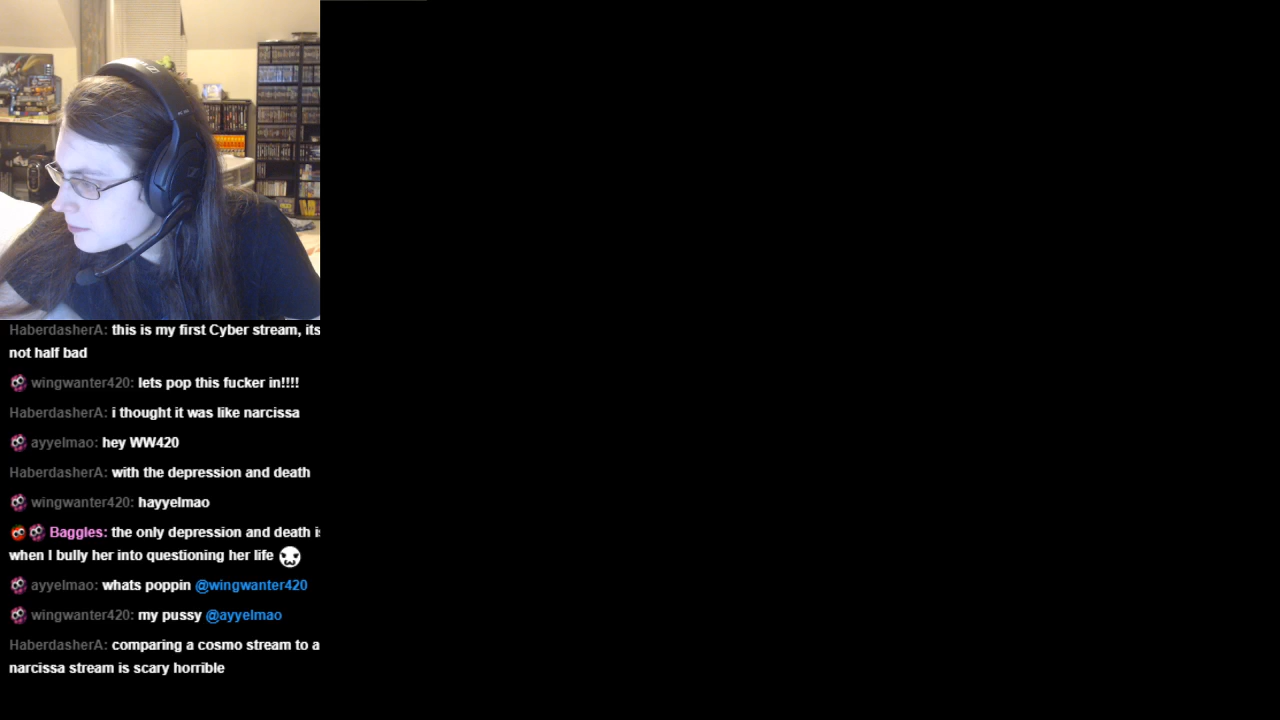 HaberdasherA: this is my first Cyber stream, its
not half bad
wingwanter420: lets pop this fucker in!!!!
HaberdasherA: i thought it was like narcissa
ayyelmao: hey WW420
HaberdasherA: with the depression and death
wingwanter420: hayyelmao
Baggles: the only depression and death is
when I bully her into questioning her life
ayyelmao: whats poppin @wingwanter420
wingwanter420: my pussy @ayyelmao
HaberdasherA: comparing a cosmo stream to a
narcissa stream is scary horrible